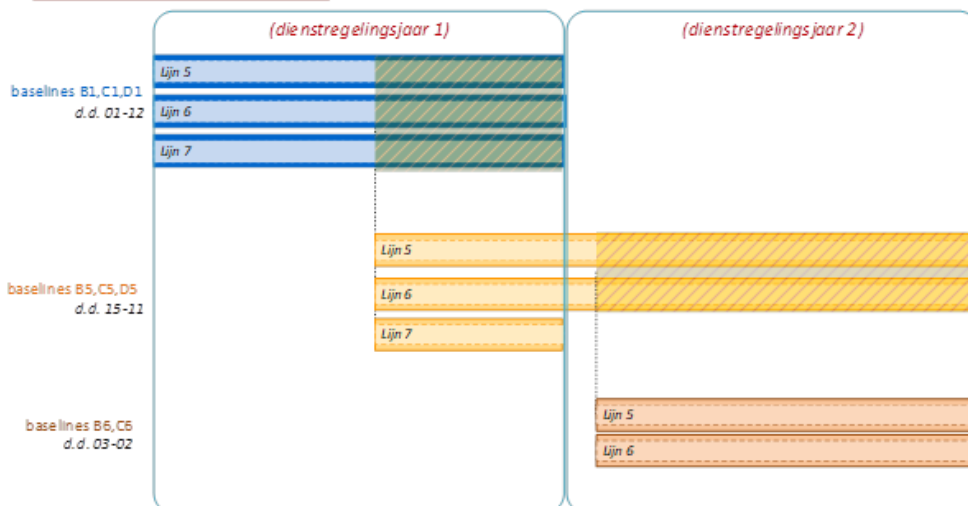 (dienstregelingsjaar 1)
(dienstregelingsjaar 2)
baselines B1,C1,D1
d.d. 01-12
Lijn 5
Lijn 6
Lijn 7
baselines B5,C5,D5
d.d. 15-11
Lijn 5
Lijn 6
Lijn 7
baselines B6,C6
d.d. 03-02
Lijn 5
Lijn 6